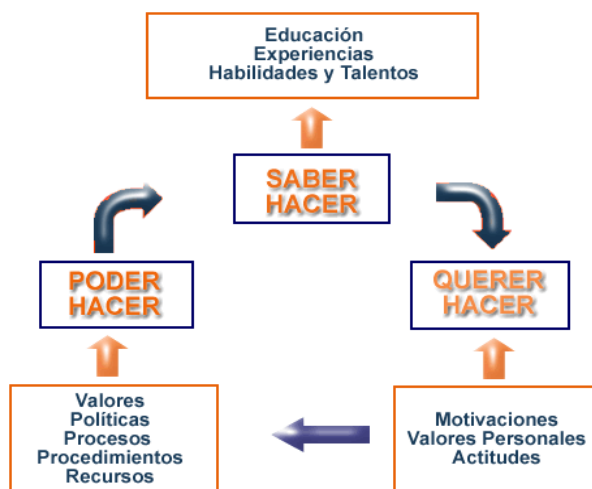 Educación
Experiencias
Habilidades y Talentos
SABER
HACER
PODER
HACER
QUERER
HACER
Valores
Políticas
Procesos
Procedimientos
Recursos
Motivaciones
Valores Personales
Actitudes